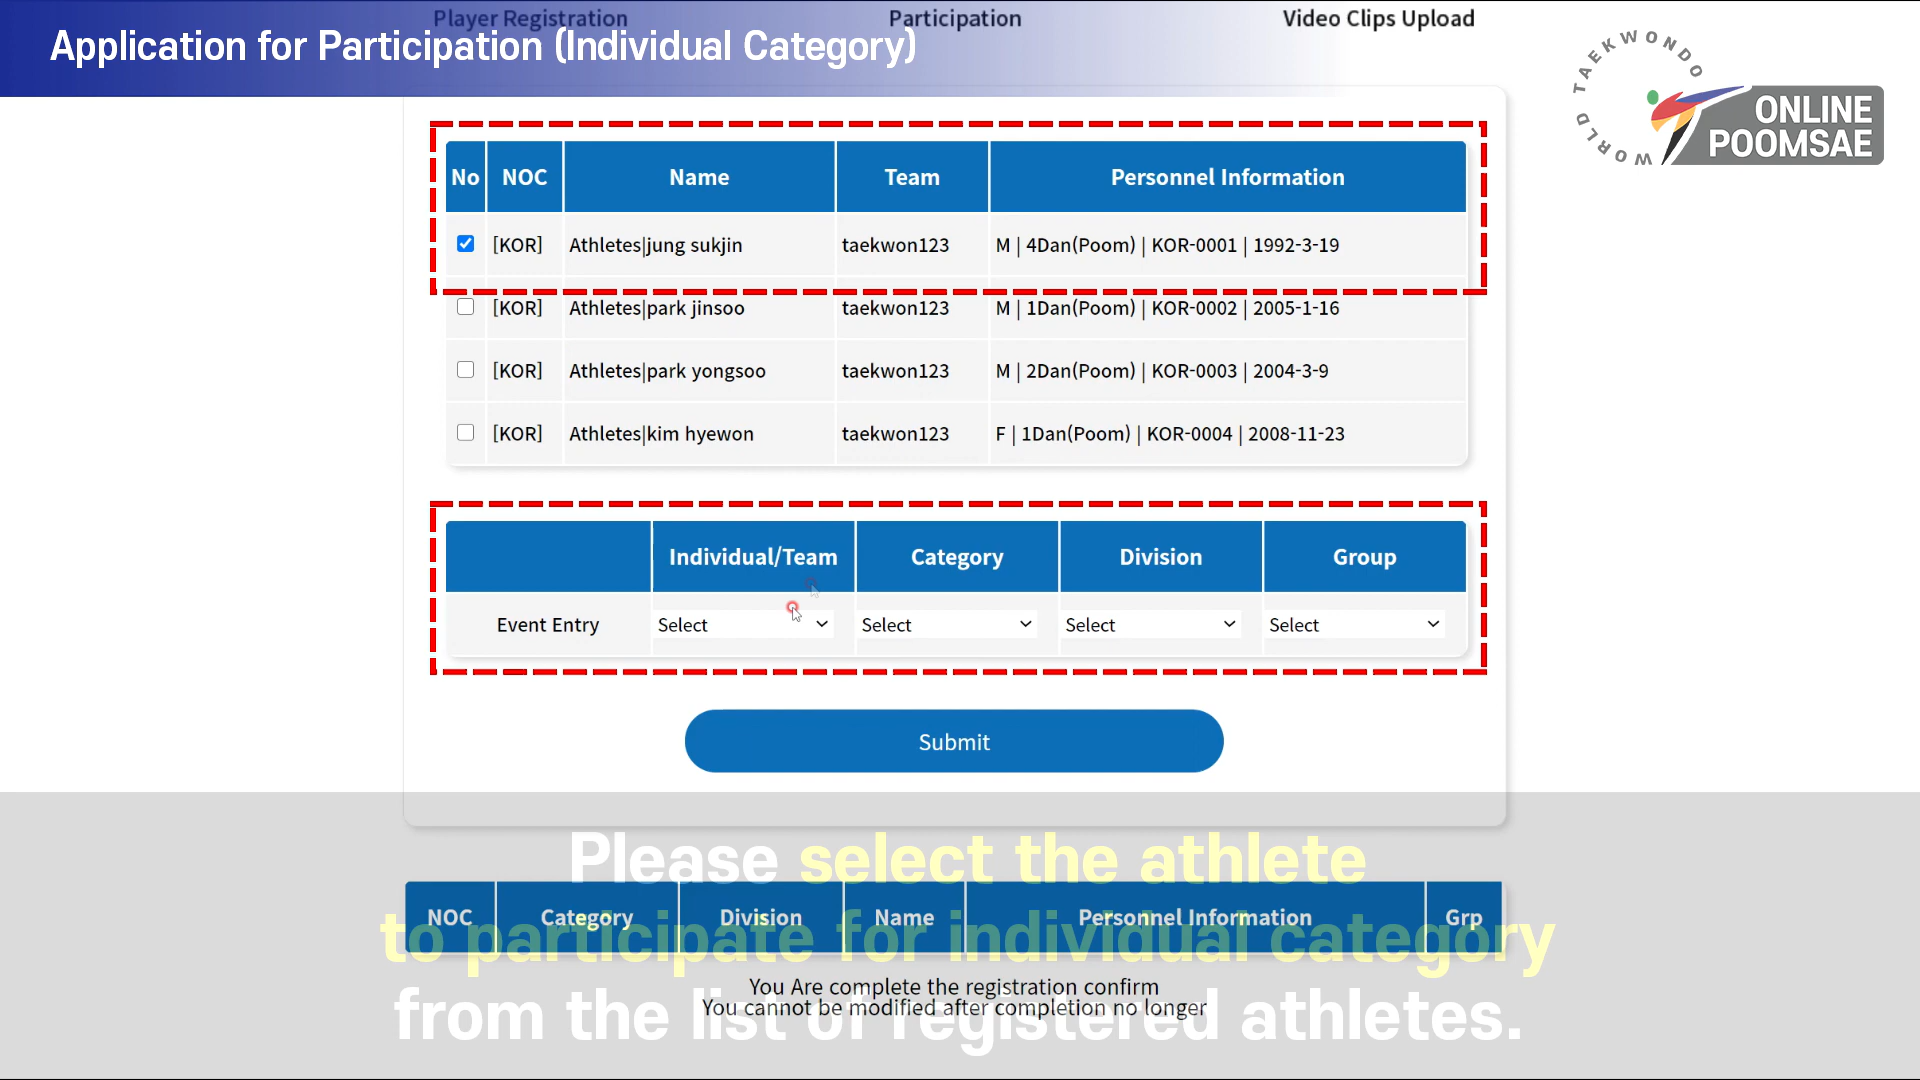 Player Registration
Participation
Video Clips Upload
Application for Participation (Individual Category)
WORLD TAEKWONDO
ONLINE
POOMSAE
No NOC Name Team Personnel Information
[KOR] Athletes|jung sukjin taekwon123 M | 4Dan(Poom) | KOR-0001 | 1992-3-19
[KOR] Athletes|park jinsoo taekwon123 M | 1Dan(Poom) | KOR-0002 | 2005-1-16
[KOR] Athletes|park yongsoo taekwon123 M | 2Dan(Poom) | KOR-0003 | 2004-3-9
[KOR] Athletes|kim hyewon taekwon123 F | 1Dan(Poom) | KOR-0004 | 2008-11-23
Individual/Team Category Division Group
Event Entry Select Select Select Select
Submit
Please select the athlete
NOC Category Division Name Personnel Information Grp
to participate for individual category
You Are complete the registration confirm
You cannot be modified after completion no longer
from the list of registered athletes.